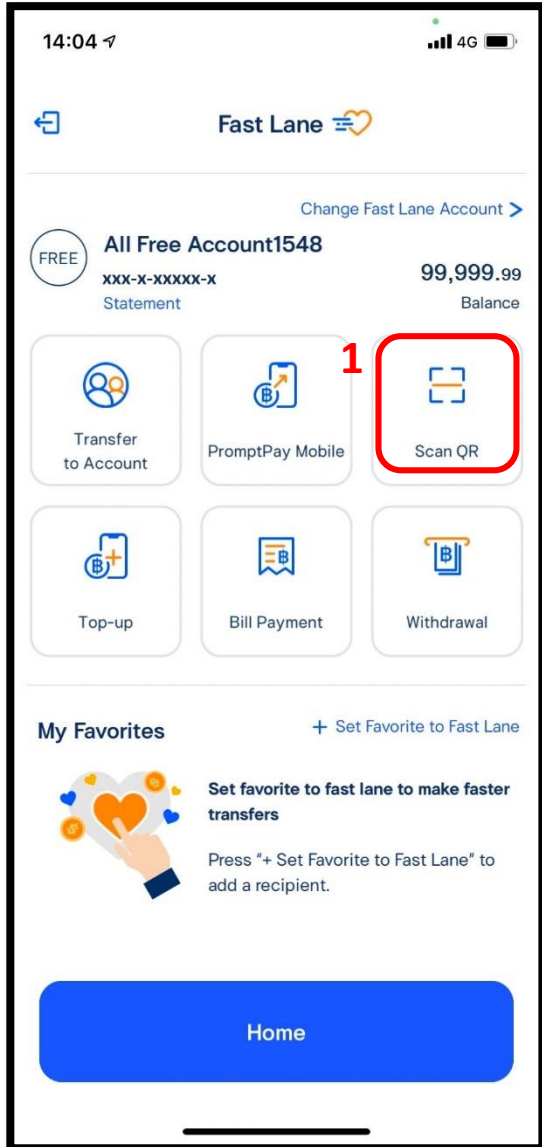 14:04 4G
Fast Lane
Change Fast Lane Account >
FREE
All Free Account1548
xxx-x-xxxxx-x
99,999.99
Statement
Balance
1
Transfer
to Account
PromptPay Mobile
Scan QR
Top-up
Bill Payment
Withdrawal
My Favorites
+ Set Favorite to Fast Lane
Set favorite to fast lane to make faster
transfers
Press "+ Set Favorite to Fast Lane" to
add a recipient.
Home